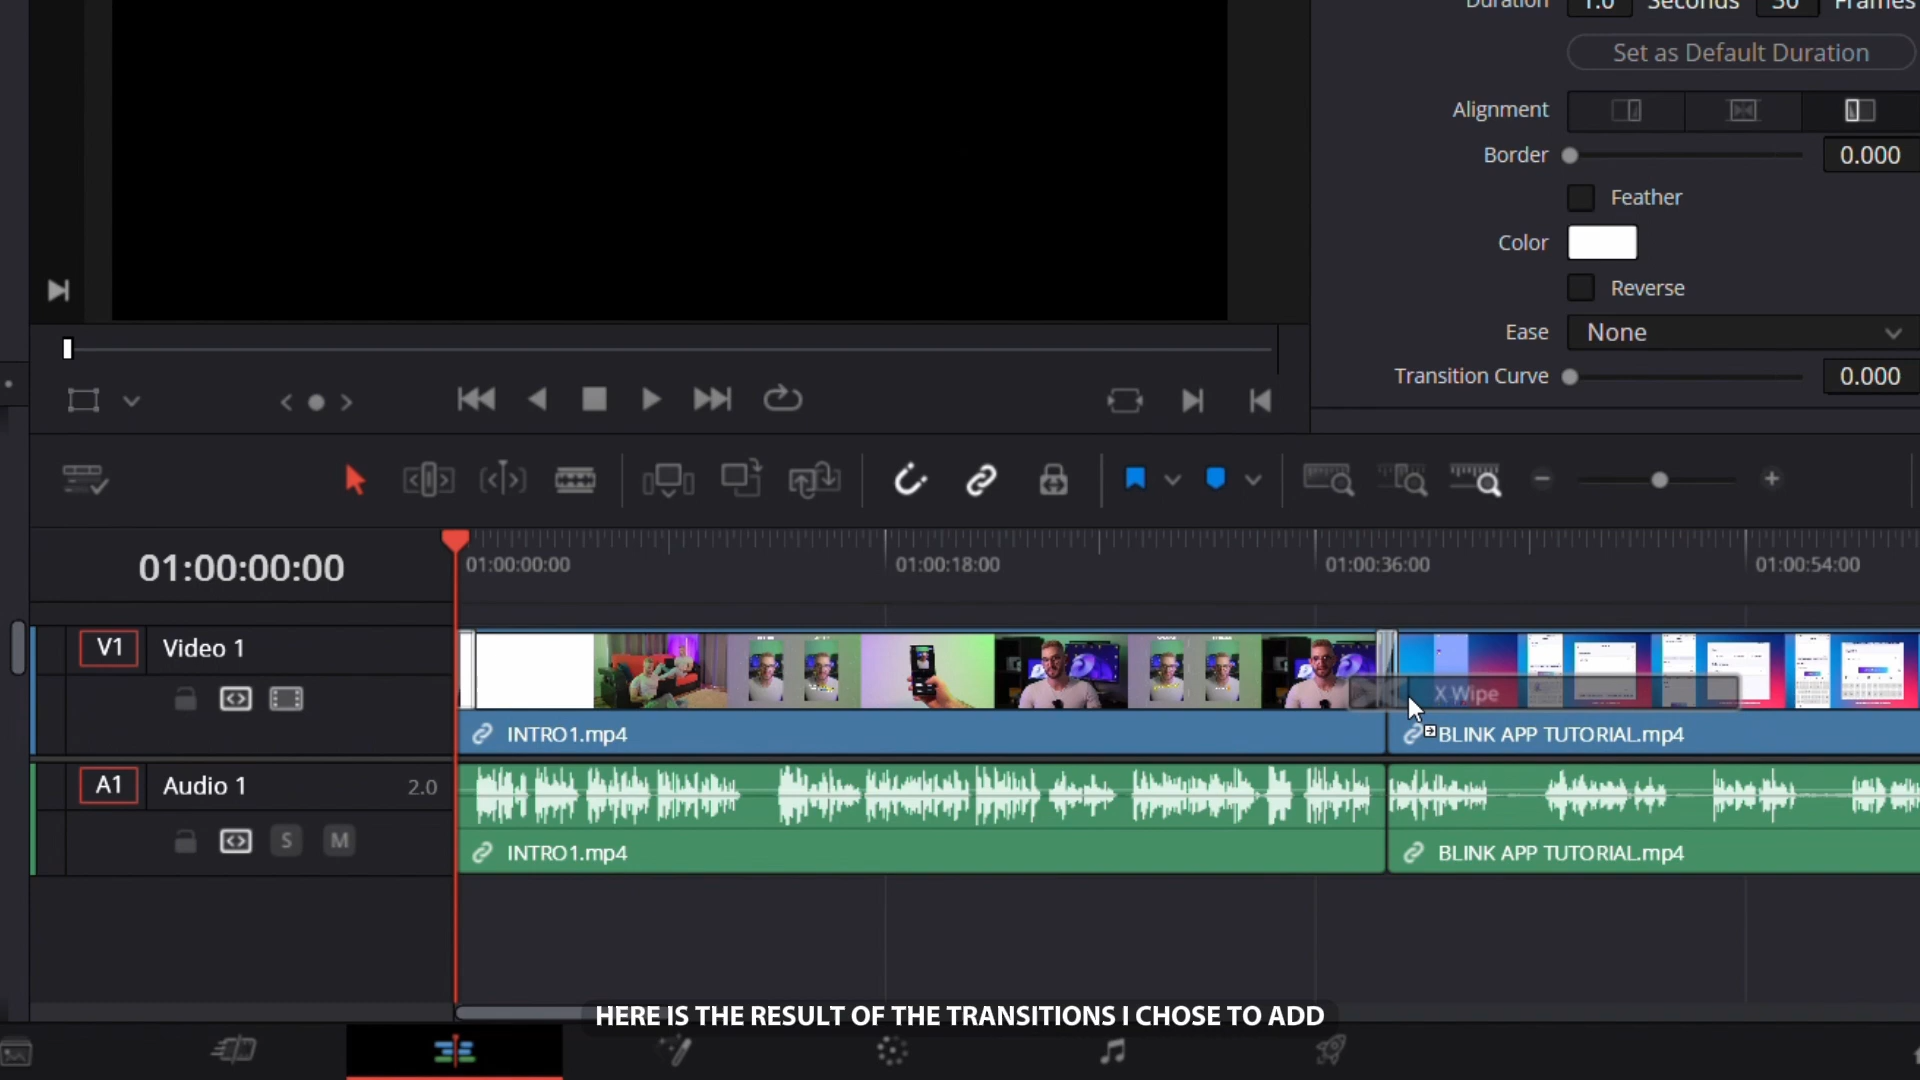 Duration 1.0 Seconds 30 Frames
Set as Default Duration
Alignment
Border 0.000
Feather
Color
Reverse
Ease None
Transition Curve 0.000
01:00:00:00
01:00:00:00 01:00:18:00 01:00:36:00 01:00:54:00
V1 Video 1
X Wipe
INTRO1.mp4 BLINK APP TUTORIAL.mp4
A1 Audio 1 2.0
S M
INTRO1.mp4 BLINK APP TUTORIAL.mp4
HERE IS THE RESULT OF THE TRANSITIONS I CHOSE TO ADD